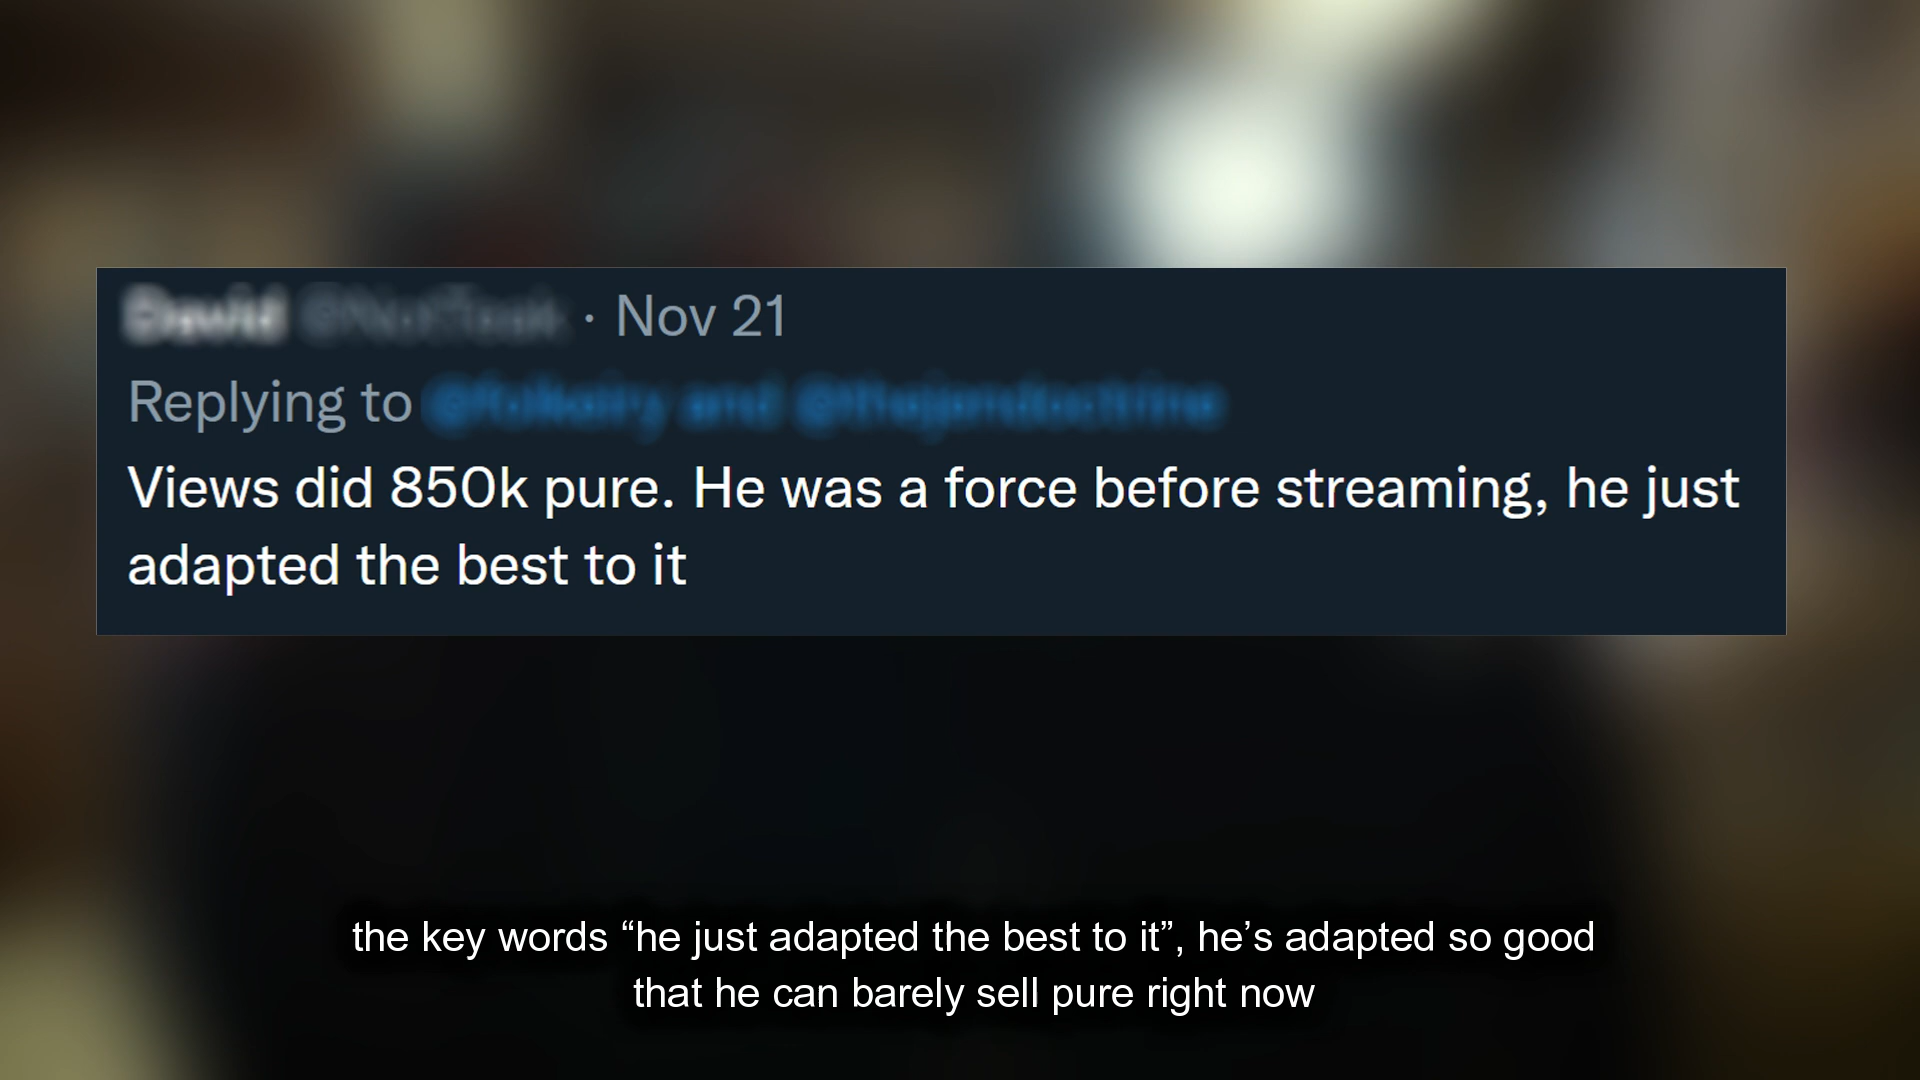 · Nov 21
Replying to
Views did 850k pure. He was a force before streaming, he just
adapted the best to it
the key words “he just adapted the best to it”, he’s adapted so good
that he can barely sell pure right now